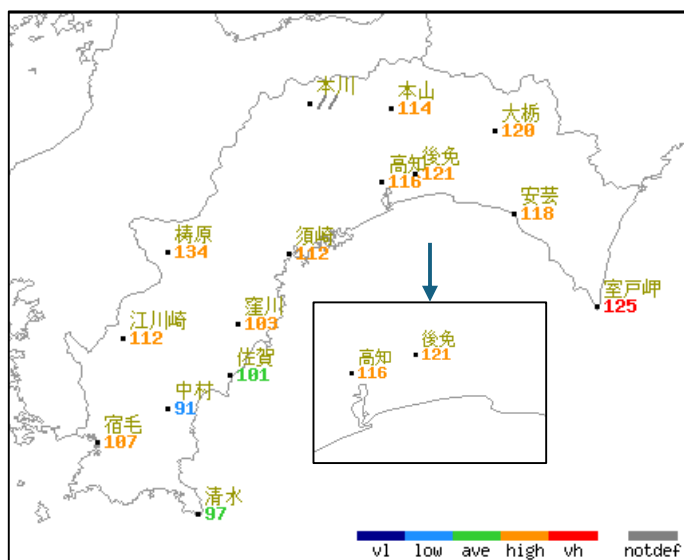 本川
//
本山
114
大栃
120
高知
116
後免
121
安芸
118
梼原
134
須崎
112
室戸岬
125
江川崎
112
窪川
103
佐賀
101
中村
91
宿毛
107
清水
97
高知
116
後免
121
vl low ave high vh notdef